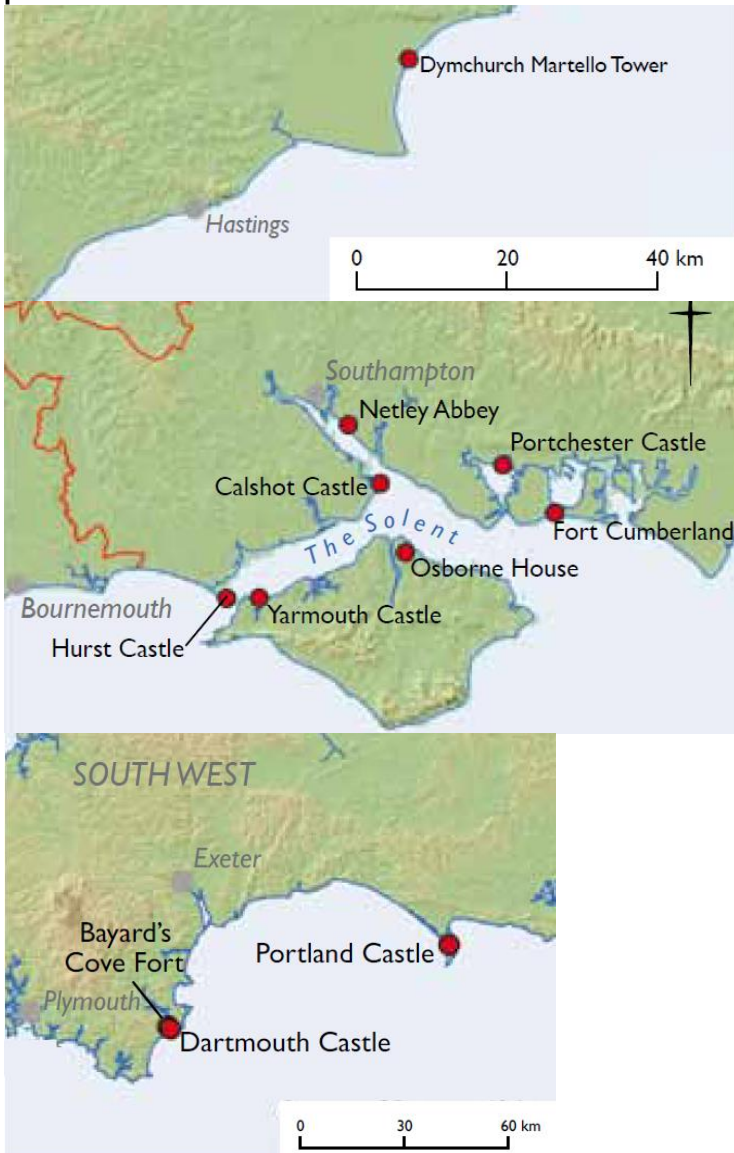 Dymchurch Martello Tower
Hastings
0 20 40 km
Southampton
Netley Abbey
Portchester Castle
Calshot Castle
The Solent
Fort Cumberland
Osborne House
Bournemouth
Yarmouth Castle
Hurst Castle
SOUTH WEST
Exeter
Bayard's
Cove Fort
Portland Castle
Plymouth
Dartmouth Castle
0 30 60 km